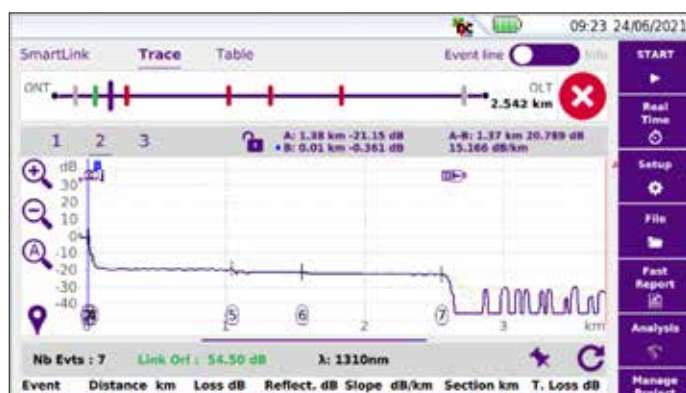 DC 09:23 24/06/2021
SmartLink Trace Table Event line Info
ONT OLT
2.542 km
1 2 3 A: 1.38 km -21.15 dB A-B: 1.37 km 20.789 dB
B: 0.01 km -0.361 dB 15.166 dB/km
dB B
30
20
10
0
-10
-20
-30
-40
A
5 6 7
2 3 km
Nb Evts : 7 Link Orl : 54.50 dB λ: 1310nm
Event Distance km Loss dB Reflect. dB Slope dB/km Section km T. Loss dB
START
Real
Time
Setup
File
Fast
Report
Analysis
Manage
Project